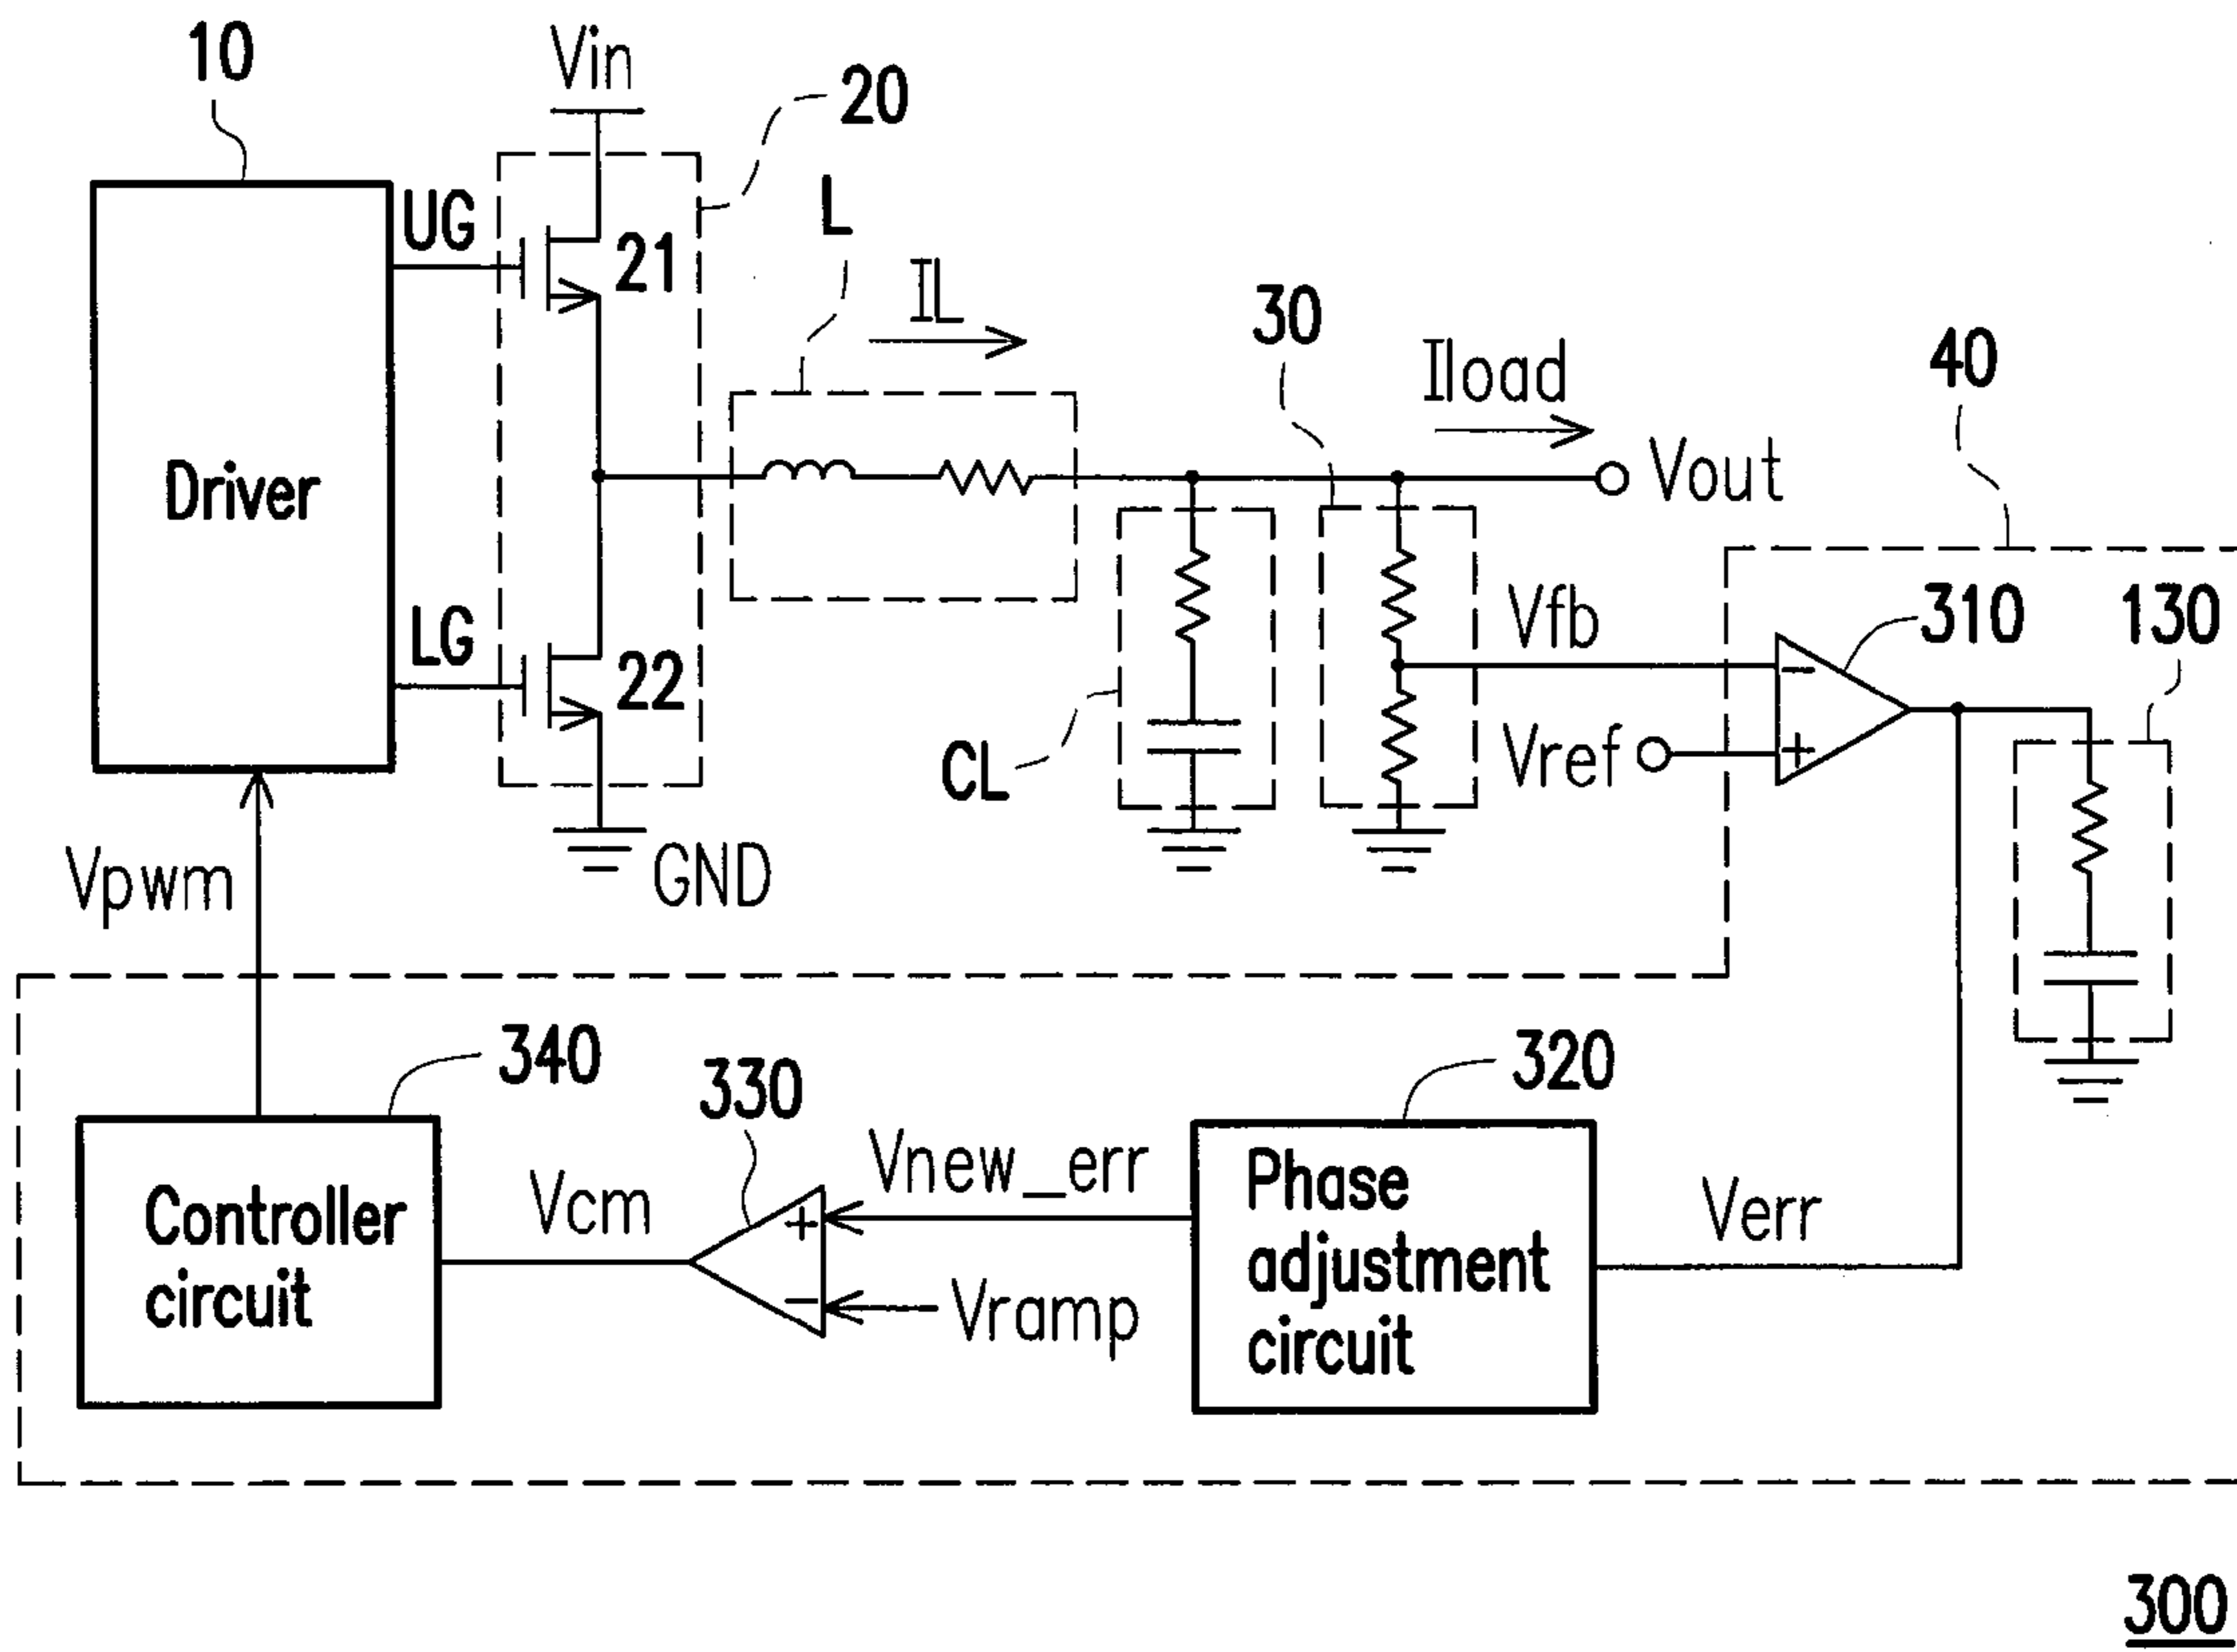 10
Vin
20
UG
21
L
IL
30
Iload
40
Vout
Driver
LG
22
CL
Vfb
310
130
Vref
+
−
GND
Vpwm
340
330
320
Vnew_err
Vcm
+
−
Vramp
Controller
circuit
Phase
adjustment
circuit
Verr
300